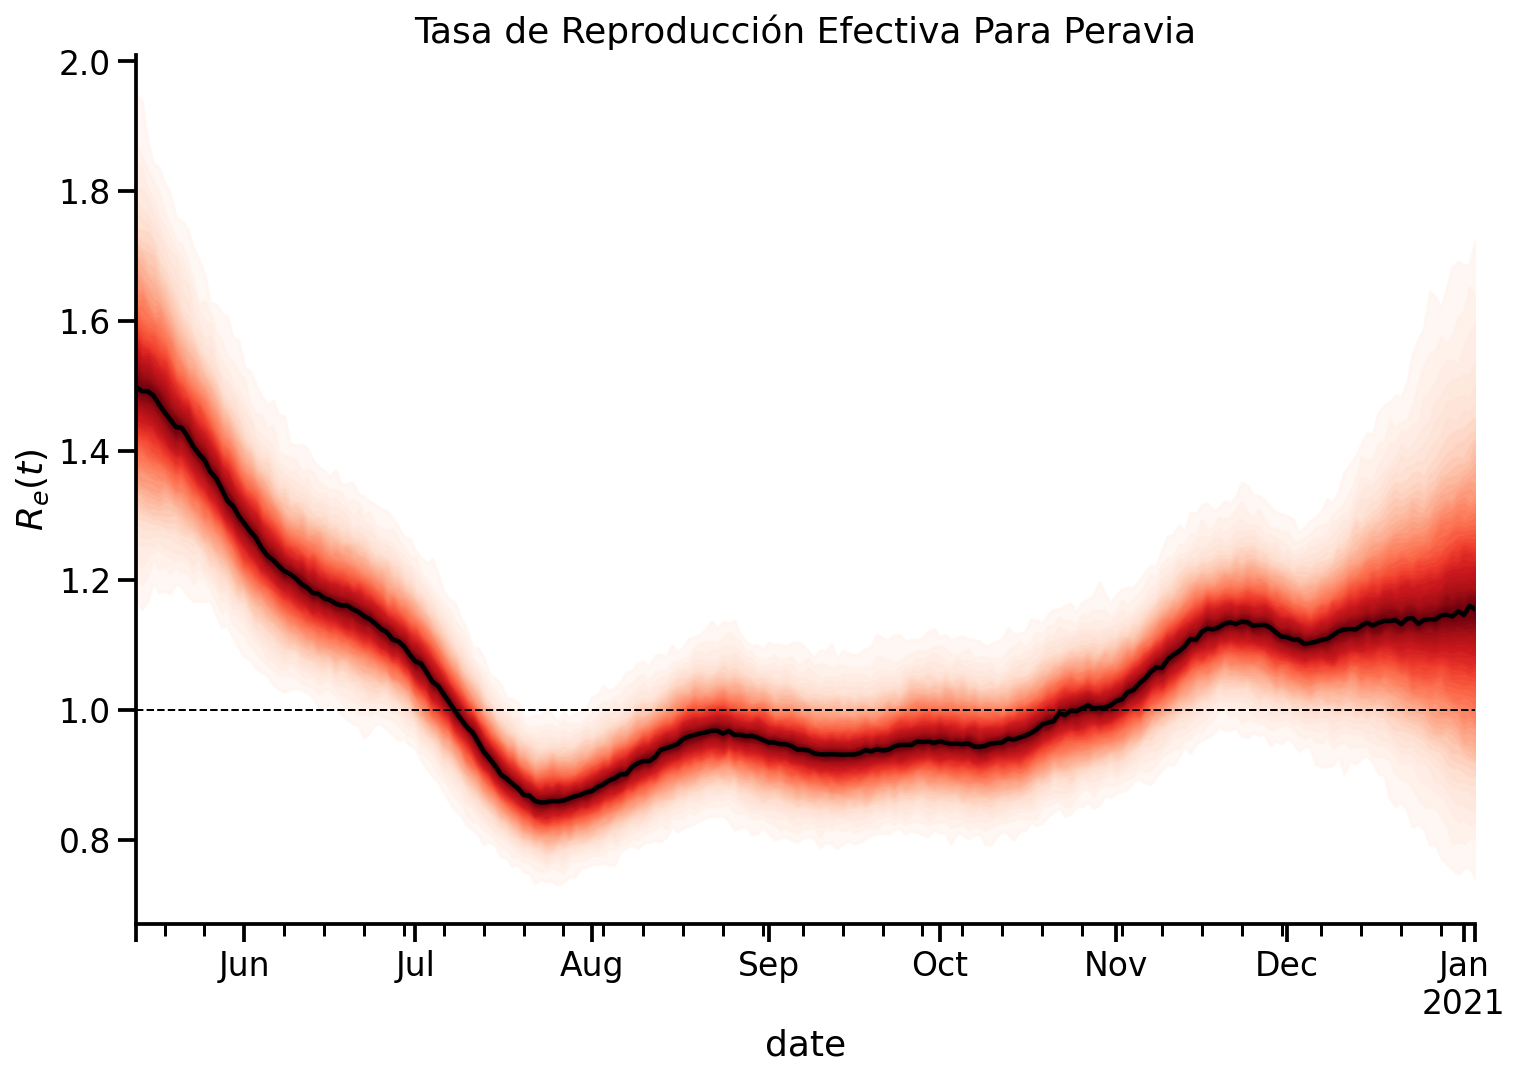 Tasa de Reproducción Efectiva Para Peravia
2.0
1.8
1.6
1.4
1.2
1.0
0.8
Rₑ(t)
Jun Jul Aug Sep Oct Nov Dec Jan
2021
date